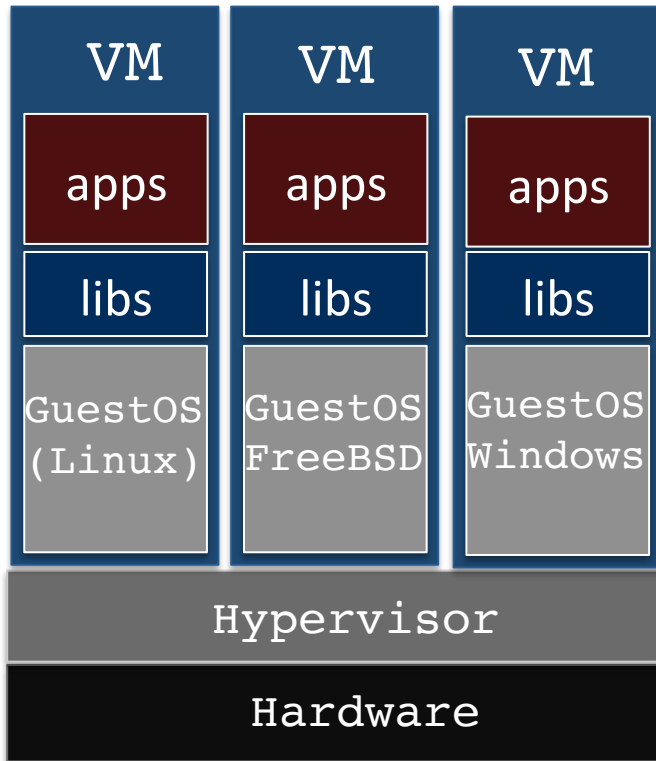 VM
apps
libs
GuestOS
(Linux)
VM
apps
libs
GuestOS
FreeBSD
VM
apps
libs
GuestOS
Windows
Hypervisor
Hardware